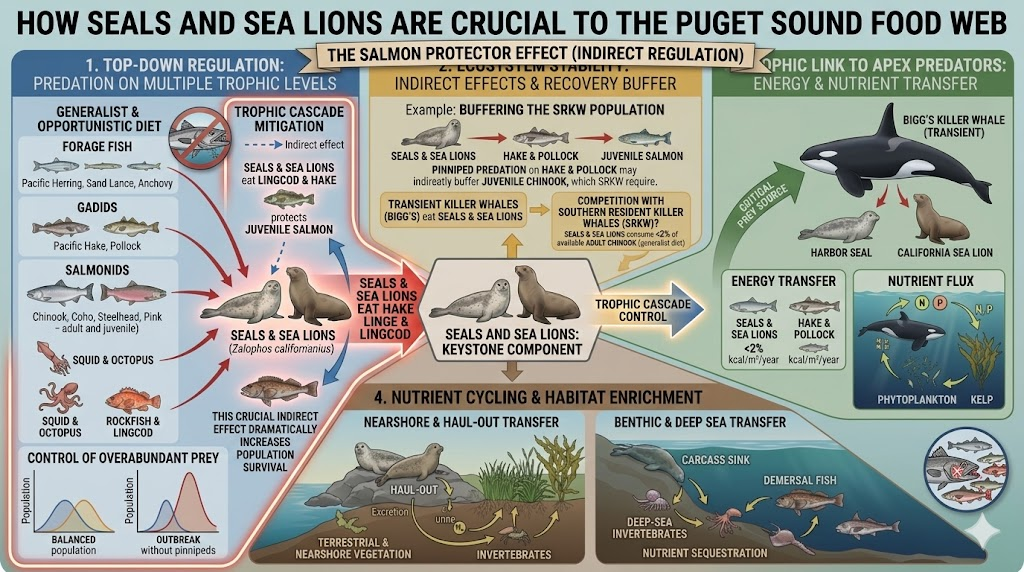 HOW SEALS AND SEA LIONS ARE CRUCIAL TO THE PUGET SOUND FOOD WEB
THE SALMON PROTECTOR EFFECT (INDIRECT REGULATION)
1. TOP-DOWN REGULATION:
PREDATION ON MULTIPLE TROPHIC LEVELS
GENERALIST &
OPPORTUNISTIC DIET
FORAGE FISH
Pacific Herring, Sand Lance, Anchovy
GADIDS
Pacific Hake, Pollock
SALMONIDS
Chinook, Coho, Steelhead, Pink
– adult and juvenile)
SQUID & OCTOPUS
SQUID &
OCTOPUS
ROCKFISH &
LINGCOD
CONTROL OF OVERABUNDANT PREY
Population
BALANCED
population
Population
OUTBREAK
without pinnipeds
TROPHIC CASCADE
MITIGATION
Indirect effect
SEALS & SEA LIONS
eat LINGCOD & HAKE
protects
JUVENILE SALMON
SEALS & SEA LIONS
(Zalophos califomanius)
THIS CRUCIAL INDIRECT
EFFECT DRAMATICALLY
INCREASES
POPULATION
SURVIVAL
SEALS &
SEA LIONS
EAT HAKE
LINGE &
LINGCOD
2. ECOSYSTEM STABILITY:
INDIRECT EFFECTS & RECOVERY BUFFER
Example: BUFFERING THE SRKW POPULATION
SEALS & SEA LIONS
HAKE & POLLOCK
JUVENILE SALMON
PINNIPED PREDATION on HAKE & POLLOCK may
indirectly buffer JUVENILE CHINOOK, which SRKW require.
TRANSIENT KILLER WHALES
(BIGG'S) eat SEALS & SEA LIONS
COMPETITION WITH
SOUTHERN RESIDENT KILLER
WHALES (SRKW)?
SEALS & SEA LIONS consume <2% of
available ADULT CHINOOK (generalist diet)
SEALS AND SEA LIONS:
KEYSTONE COMPONENT
TROPHIC CASCADE
CONTROL
OPHIC LINK TO APEX PREDATORS:
ENERGY & NUTRIENT TRANSFER
BIGG'S KILLER WHALE
(TRANSIENT)
CRITICAL
PREY SOURCE
HARBOR SEAL
CALIFORNIA SEA LION
ENERGY TRANSFER
SEALS &
SEA LIONS
<2%
kcal/m²/year
HAKE &
POLLOCK
kcal/m²/year
NUTRIENT FLUX
N P
N, P
PHYTOPLANKTON
KELP
4. NUTRIENT CYCLING & HABITAT ENRICHMENT
NEARSHORE & HAUL-OUT TRANSFER
HAUL-OUT
Excretion
unne
TERRESTRIAL &
NEARSHORE VEGETATION
INVERTEBRATES
BENTHIC & DEEP SEA TRANSFER
CARCASS SINK
DEMERSAL FISH
DEEP-SEA
INVERTEBRATES
NUTRIENT SEQUESTRATION